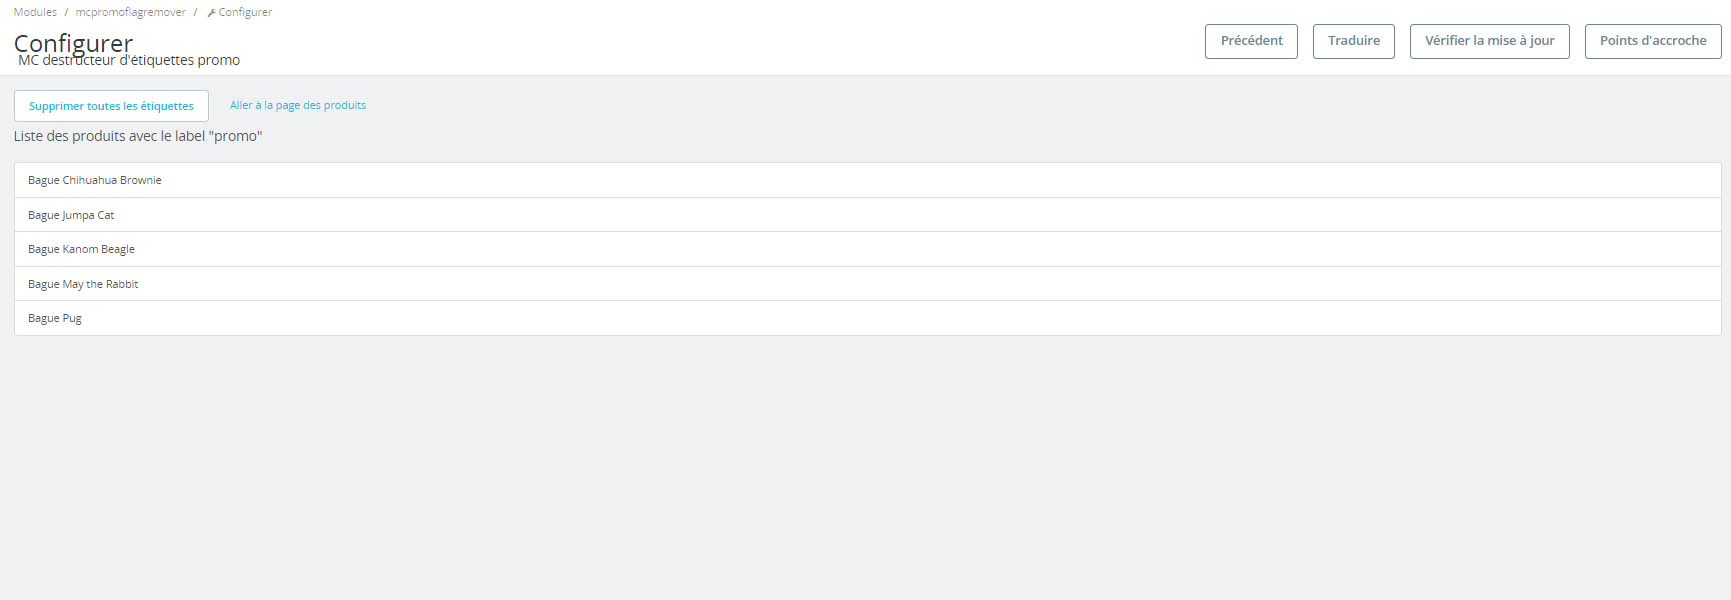 Modules / mcpromoflagremover / Configurer
Configurer
MC destructeur d'étiquettes promo
Précédent
Traduire
Vérifier la mise à jour
Points d'accroche
Supprimer toutes les étiquettes
Aller à la page des produits
Liste des produits avec le label "promo"
Bague Chihuahua Brownie
Bague Jumpa Cat
Bague Kanom Beagle
Bague May the Rabbit
Bague Pug